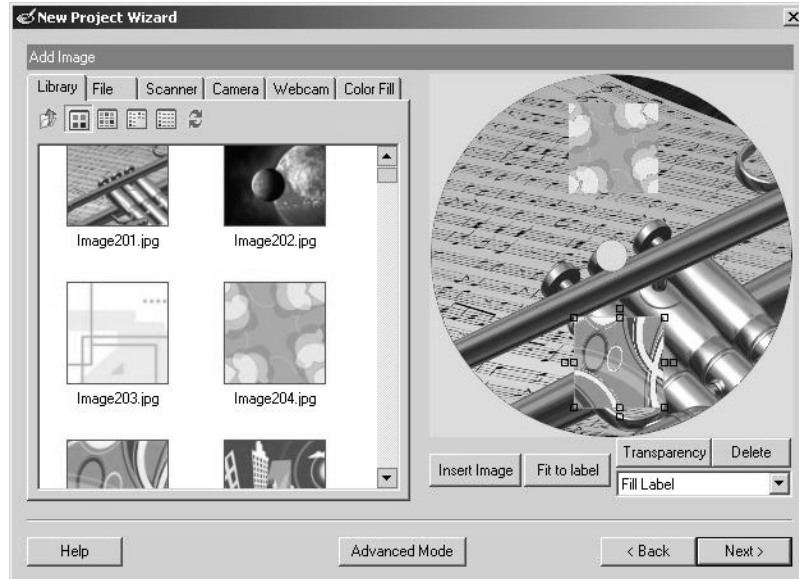 New Project Wizard
Add Image
Library File Scanner Camera Webcam Color Fill
Image201.jpg Image202.jpg
Image203.jpg Image204.jpg
Transparency Delete
Insert Image Fit to label
Fill Label
Help Advanced Mode < Back Next >